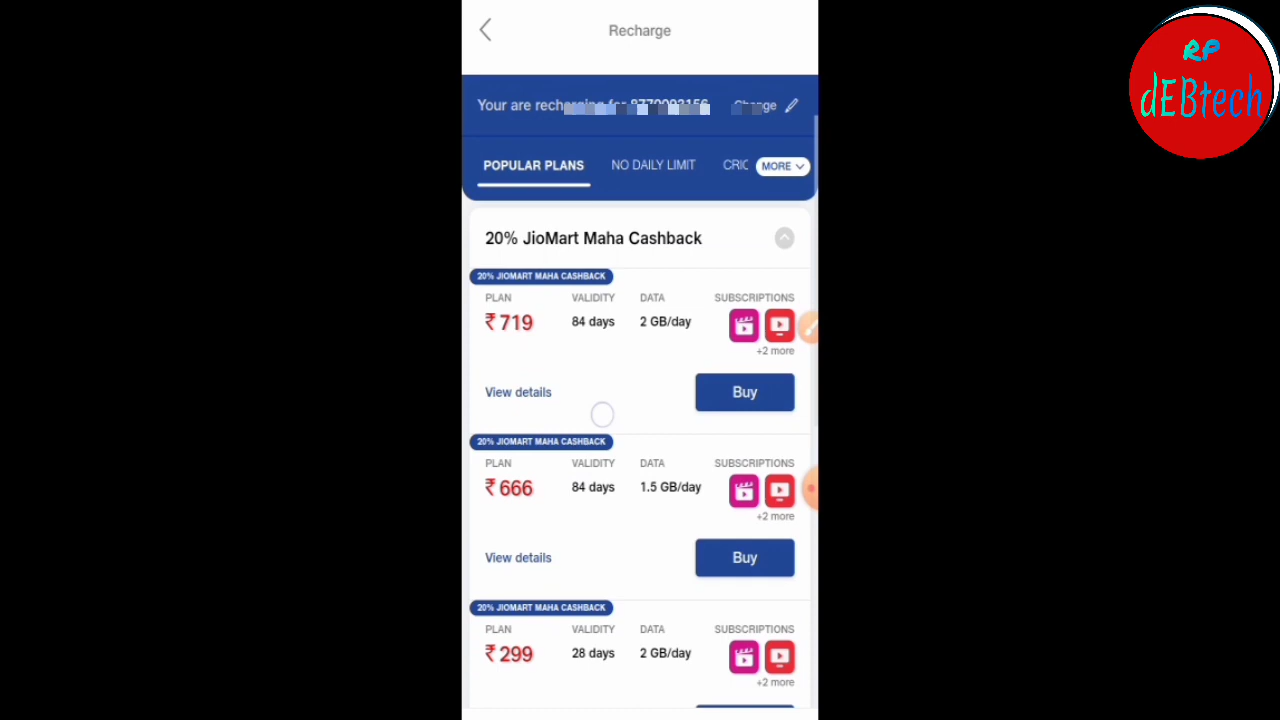 Recharge
Your are recharging for
Change
POPULAR PLANS NO DAILY LIMIT CRIC MORE
20% JioMart Maha Cashback
20% JIOMART MAHA CASHBACK
PLAN VALIDITY DATA SUBSCRIPTIONS
₹719 84 days 2 GB/day
+2 more
View details Buy
20% JIOMART MAHA CASHBACK
PLAN VALIDITY DATA SUBSCRIPTIONS
₹666 84 days 1.5 GB/day
+2 more
View details Buy
20% JIOMART MAHA CASHBACK
PLAN VALIDITY DATA SUBSCRIPTIONS
₹299 28 days 2 GB/day
+2 more
RP
dEBtech